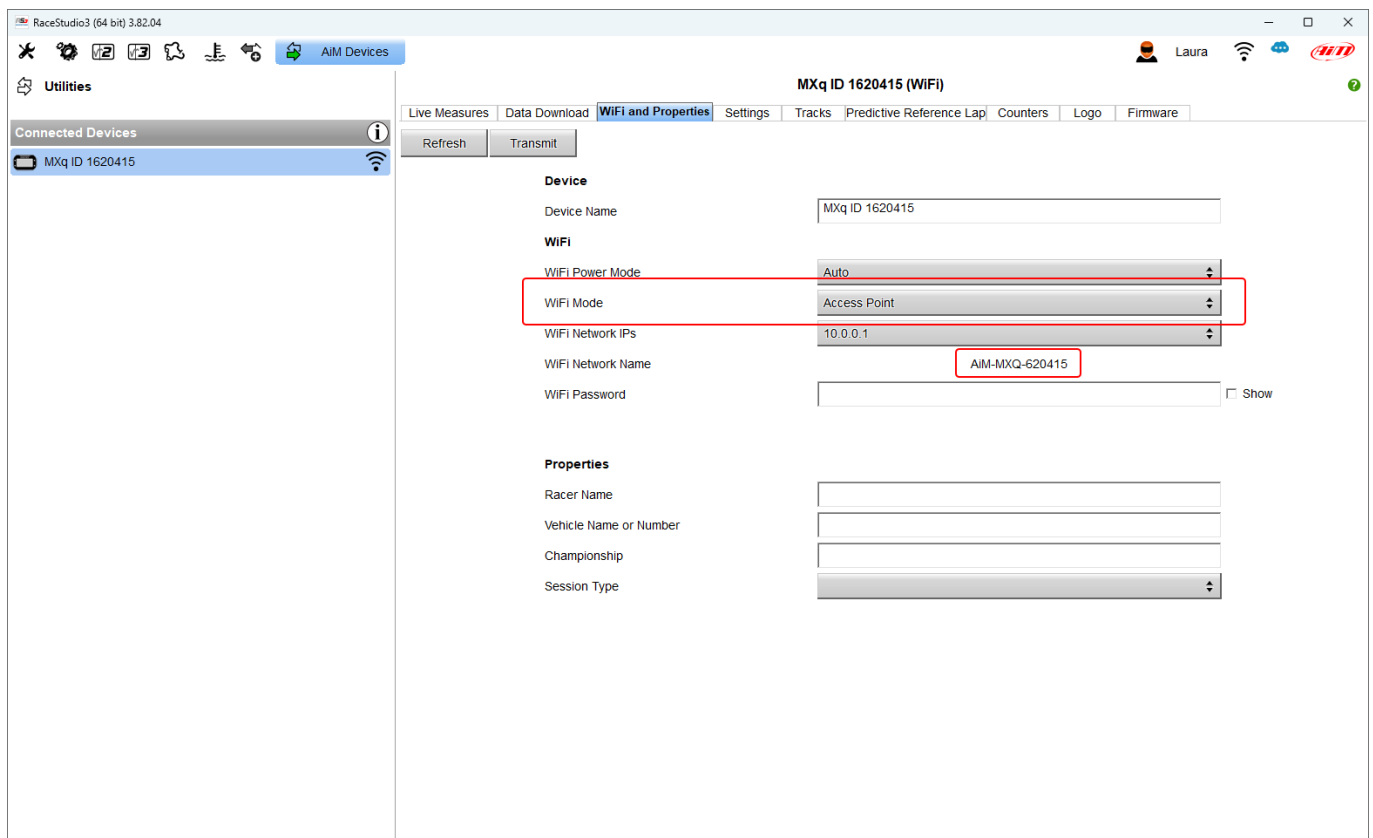 RaceStudio3 (64 bit) 3.82.04
AiM Devices
Laura
AiM
Utilities
MXq ID 1620415 (WiFi)
Live Measures Data Download WiFi and Properties Settings Tracks Predictive Reference Lap Counters Logo Firmware
Connected Devices
Refresh Transmit
MXq ID 1620415
Device
Device Name MXq ID 1620415
WiFi
WiFi Power Mode Auto
WiFi Mode Access Point
WiFi Network IPs 10.0.0.1
WiFi Network Name AiM-MXQ-620415
WiFi Password Show
Properties
Racer Name
Vehicle Name or Number
Championship
Session Type